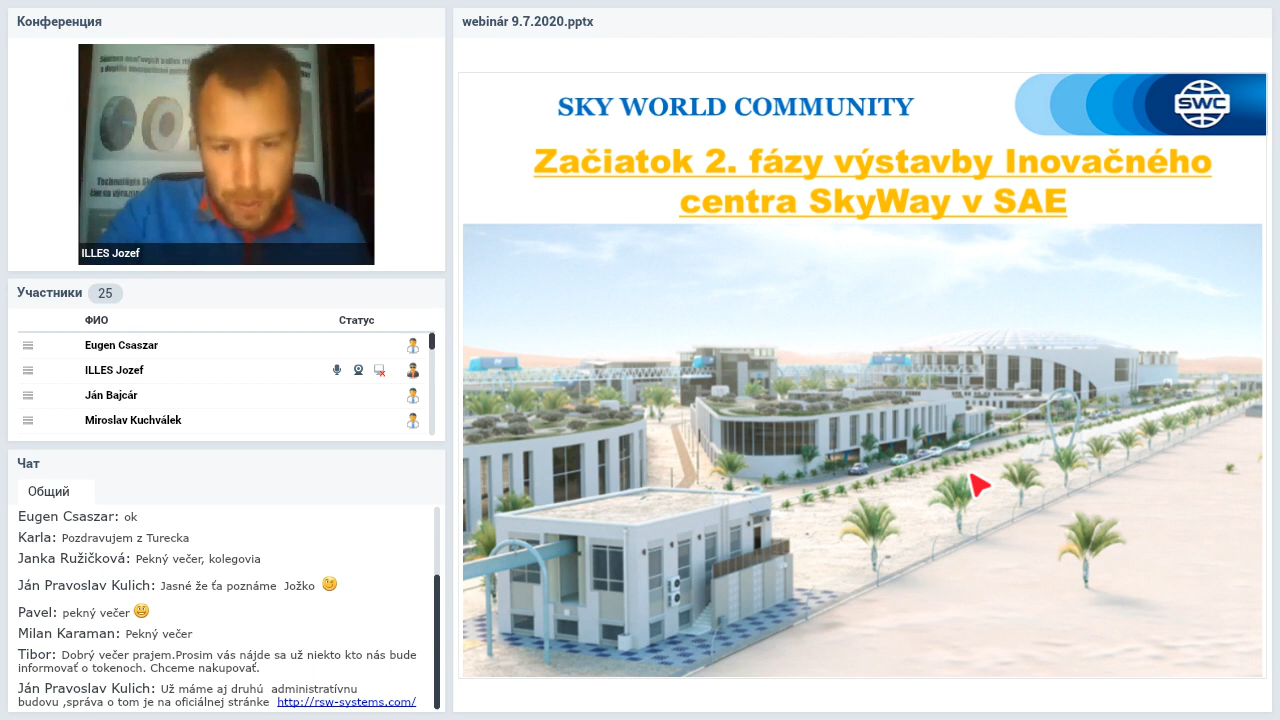 Конференция
ILLES Jozef
Участники 25
ФИО Статус
Eugen Csaszar
ILLES Jozef
Ján Bajcár
Miroslav Kuchválek
Чат
Общий
Eugen Csaszar: ok
Karla: Pozdravujem z Turecka
Janka Ružičková: Pekný večer, kolegovia
Ján Pravoslav Kulich: Jasné že ťa poznáme Jožko
Pavel: pekný večer
Milan Karaman: Pekný večer
Tibor: Dobrý večer prajem.Prosim vás nájde sa už niekto kto nás bude
informovať o tokenoch. Chceme nakupovať.
Ján Pravoslav Kulich: Už máme aj druhú administratívnu
budovu ,správa o tom je na oficiálnej stránke http://rsw-systems.com/
webinár 9.7.2020.pptx
SKY WORLD COMMUNITY
SWC
Začiatok 2. fázy výstavby Inovačného
centra SkyWay v SAE